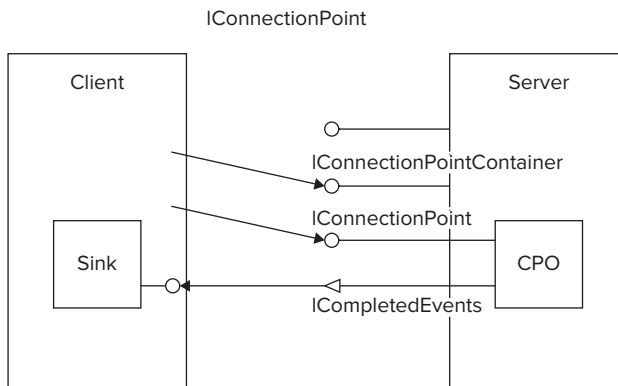 IConnectionPoint
Client
Server
IConnectionPointContainer
IConnectionPoint
Sink
CPO
ICompletedEvents